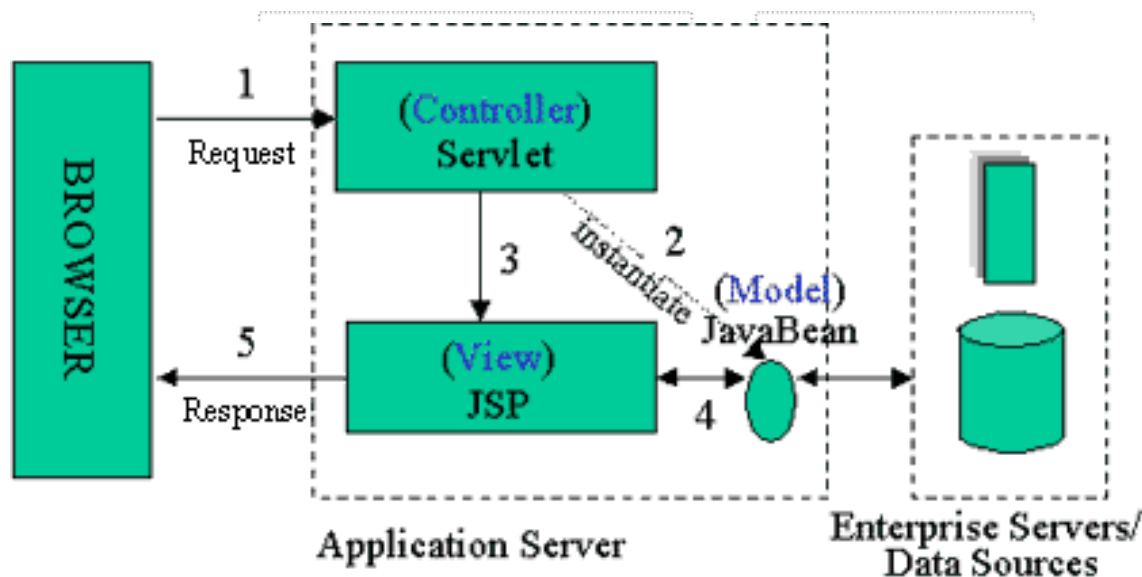 1
Request
BROWSER
(Controller)
Servlet
2
instantiate
3
(Model)
JavaBean
(View)
JSP
4
5
Response
Application Server
Enterprise Servers/
Data Sources